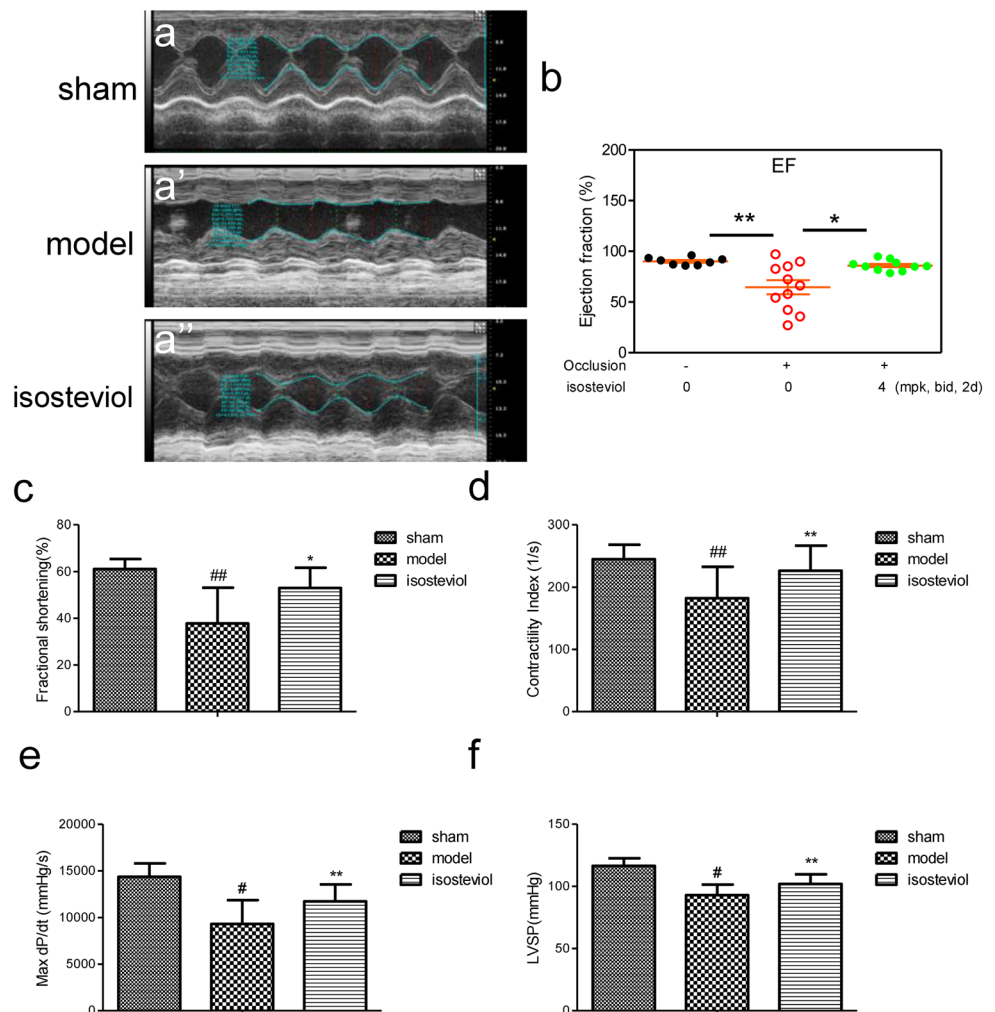 a
sham
a’
model
a’’
isosteviol
b
EF
Ejection fraction (%)
200
150
100
50
0
**
*
Occlusion - + +
isosteviol 0 0 4 (mpk, bid, 2d)
c
Fractional shortening(%)
80
60
40
20
0
##
*
sham
model
isosteviol
d
Contractility Index (1/s)
300
200
100
0
##
**
sham
model
isosteviol
e
Max dP/dt (mmHg/s)
20000
15000
10000
5000
0
#
**
sham
model
isosteviol
f
LVSP(mmHg)
150
100
50
0
#
**
sham
model
isosteviol